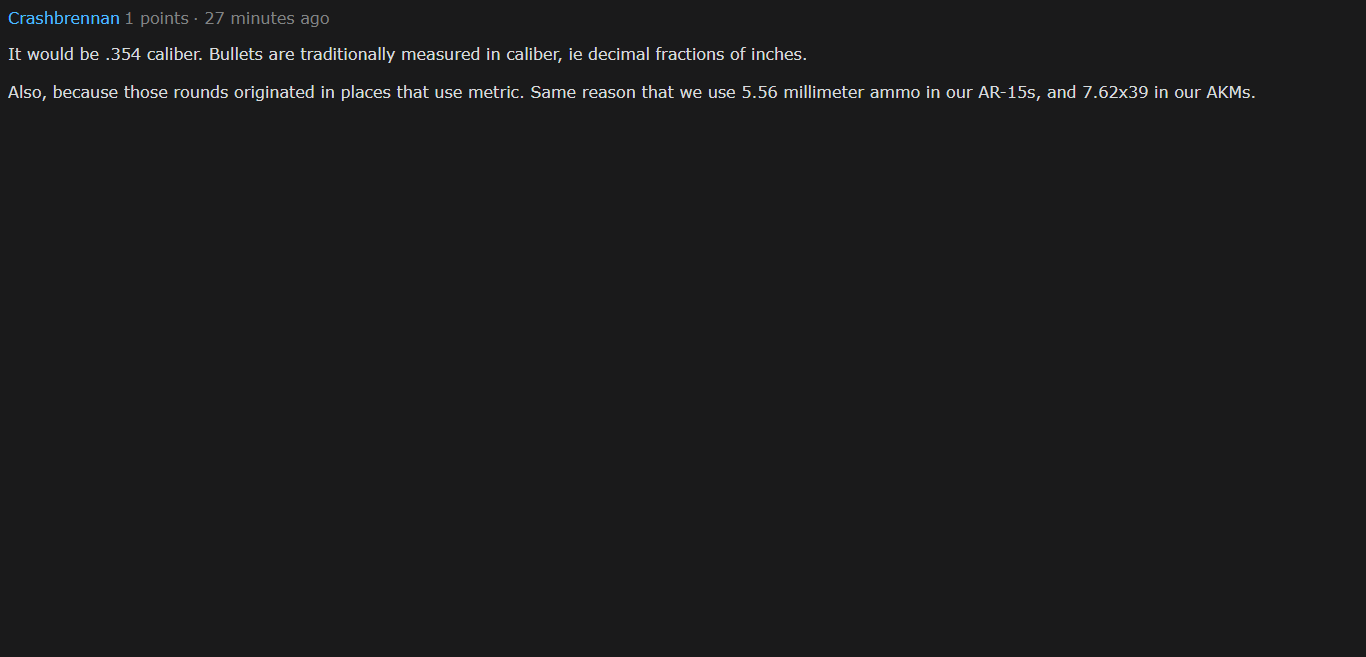 Crashbrennan 1 points · 27 minutes ago
It would be .354 caliber. Bullets are traditionally measured in caliber, ie decimal fractions of inches.
Also, because those rounds originated in places that use metric. Same reason that we use 5.56 millimeter ammo in our AR-15s, and 7.62x39 in our AKMs.